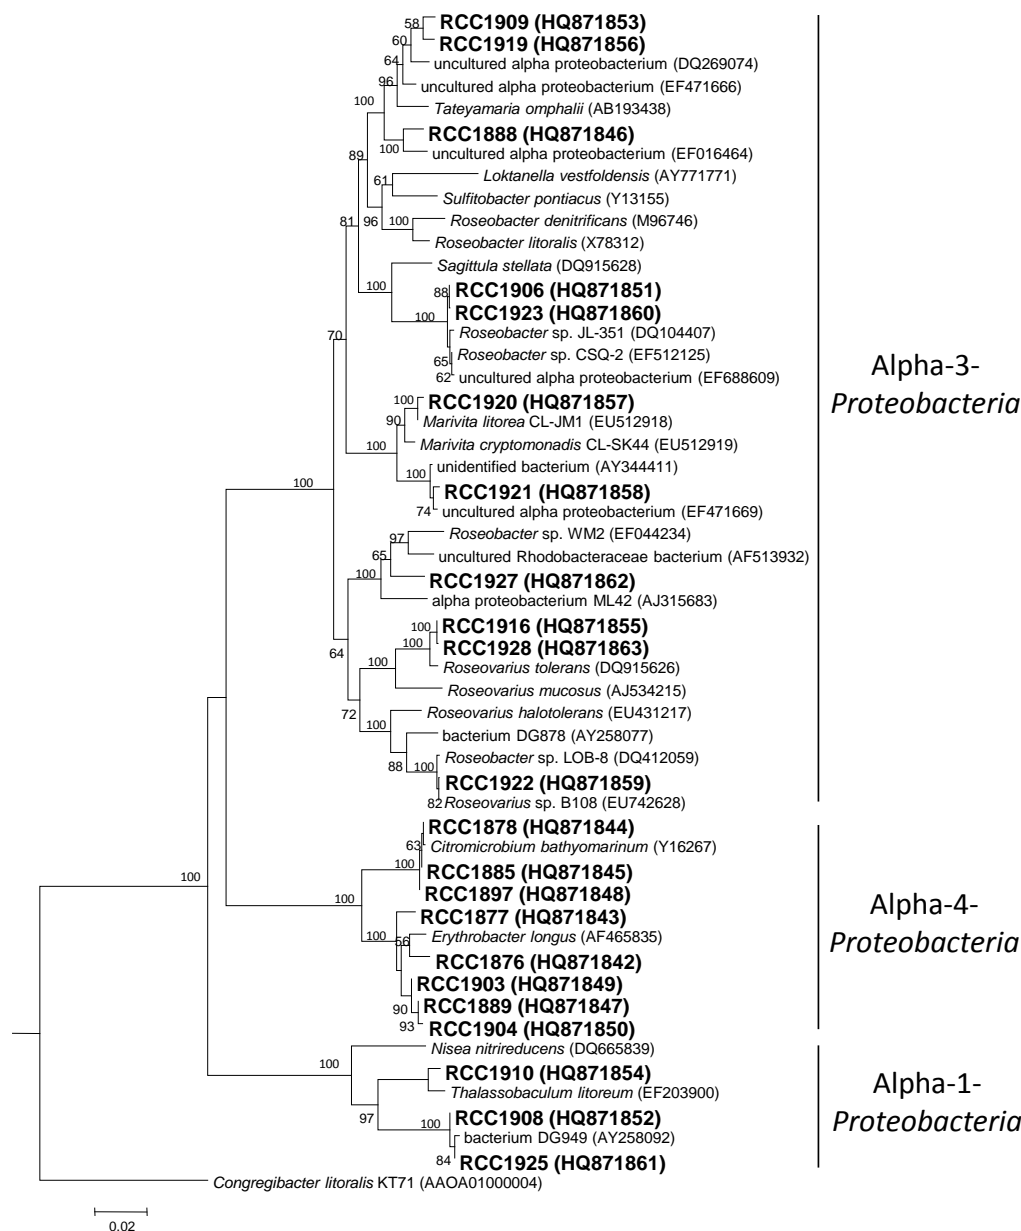 58
RCC1909 (HQ871853)
60
RCC1919 (HQ871856)
64
uncultured alpha proteobacterium (DQ269074)
96
uncultured alpha proteobacterium (EF471666)
100
Tateyamaria omphalii (AB193438)
RCC1888 (HQ871846)
100
uncultured alpha proteobacterium (EF016464)
89
61
Loktanella vestfoldensis (AY771771)
Sulfitobacter pontiacus (Y13155)
81
96
100
Roseobacter denitrificans (M96746)
Roseobacter litoralis (X78312)
Sagittula stellata (DQ915628)
100
88
RCC1906 (HQ871851)
100
RCC1923 (HQ871860)
70
Roseobacter sp. JL-351 (DQ104407)
65
Roseobacter sp. CSQ-2 (EF512125)
62
uncultured alpha proteobacterium (EF688609)
Alpha-3-
Proteobacteria
100
RCC1920 (HQ871857)
90
Marivita litorea CL-JM1 (EU512918)
100
Marivita cryptomonadis CL-SK44 (EU512919)
100
unidentified bacterium (AY344411)
100
RCC1921 (HQ871858)
74
uncultured alpha proteobacterium (EF471669)
97
Roseobacter sp. WM2 (EF044234)
65
uncultured Rhodobacteraceae bacterium (AF513932)
100
RCC1927 (HQ871862)
alpha proteobacterium ML42 (AJ315683)
100
RCC1916 (HQ871855)
64
100
RCC1928 (HQ871863)
100
Roseovarius tolerans (DQ915626)
Roseovarius mucosus (AJ534215)
72
100
Roseovarius halotolerans (EU431217)
bacterium DG878 (AY258077)
88
100
Roseobacter sp. LOB-8 (DQ412059)
RCC1922 (HQ871859)
82
Roseovarius sp. B108 (EU742628)
RCC1878 (HQ871844)
63
Citromicrobium bathyomarinum (Y16267)
100
RCC1885 (HQ871845)
100
100
RCC1897 (HQ871848)
RCC1877 (HQ871843)
100
56
Erythrobacter longus (AF465835)
RCC1876 (HQ871842)
RCC1903 (HQ871849)
90
RCC1889 (HQ871847)
93
RCC1904 (HQ871850)
Alpha-4-
Proteobacteria
Nisea nitrireducens (DQ665839)
100
RCC1910 (HQ871854)
Thalassobaculum litoreum (EF203900)
97
100
RCC1908 (HQ871852)
bacterium DG949 (AY258092)
84
RCC1925 (HQ871861)
Alpha-1-
Proteobacteria
Congregibacter litoralis KT71 (AAOA01000004)
0.02